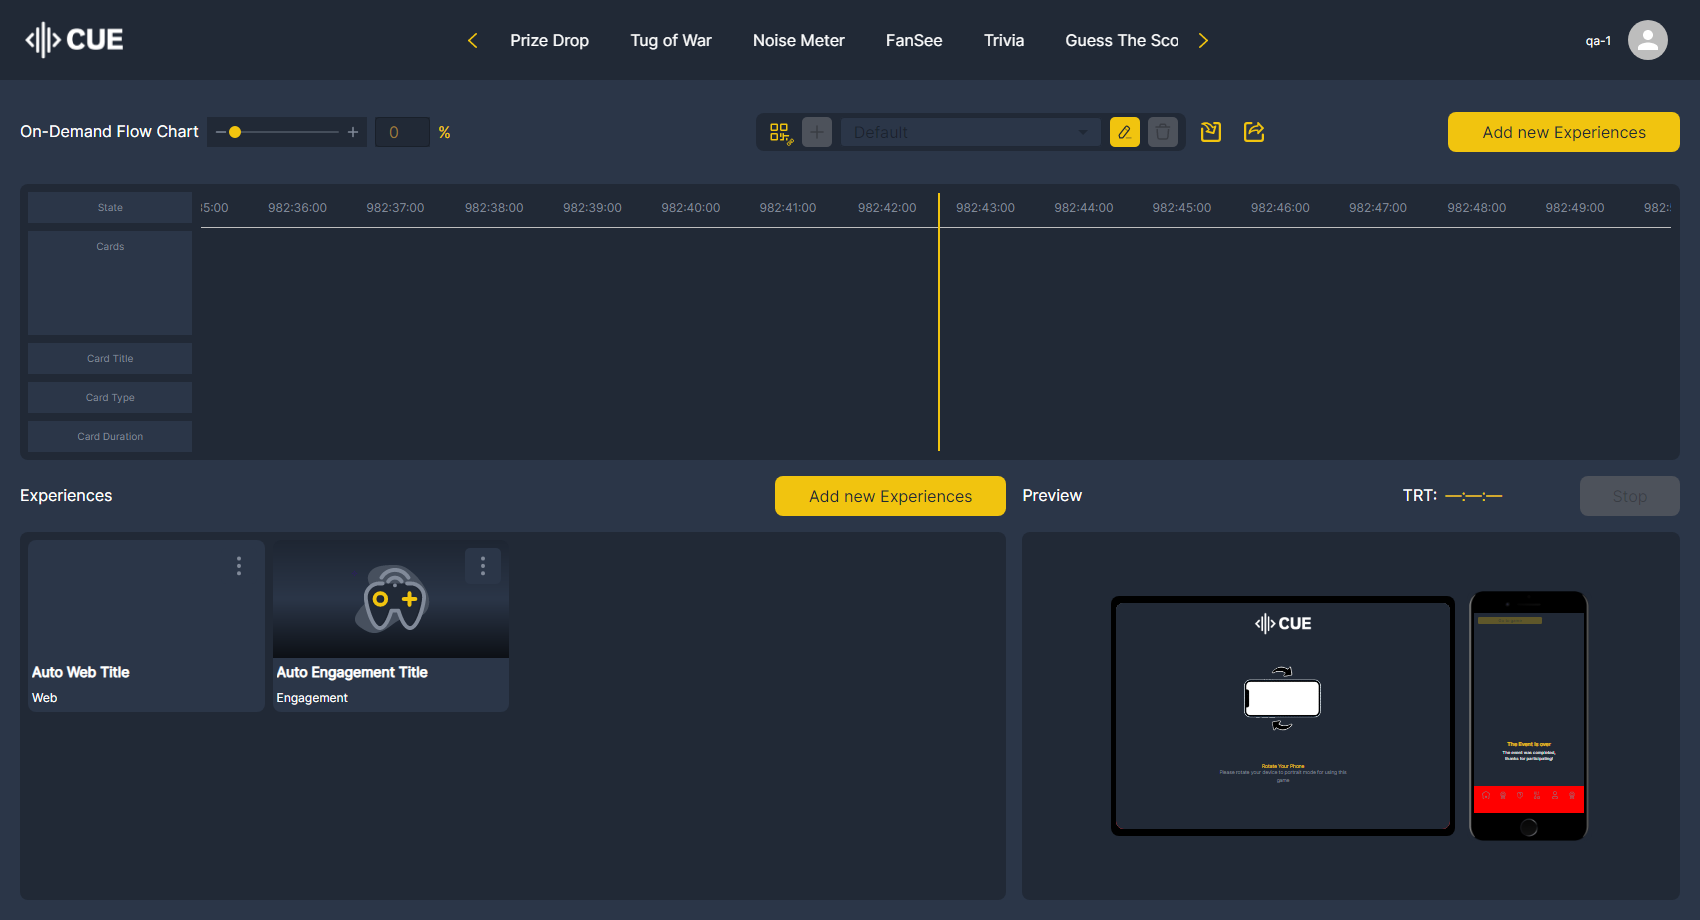 CUE
Prize Drop
Tug of War
Noise Meter
FanSee
Trivia
Guess The Sco
qa-1
On-Demand Flow Chart
0
%
Default
Add new Experiences
State
35:00
982:36:00
982:37:00
982:38:00
982:39:00
982:40:00
982:41:00
982:42:00
982:43:00
982:44:00
982:45:00
982:46:00
982:47:00
982:48:00
982:49:00
982:
Cards
Card Title
Card Type
Card Duration
Experiences
Add new Experiences
Preview
TRT: —:—:—
Stop
Auto Web Title
Web
Auto Engagement Title
Engagement
CUE
Rotate Your Phone
Please rotate your device to portrait mode for using this
game
The Event is over
The event was completed,
thanks for participating!